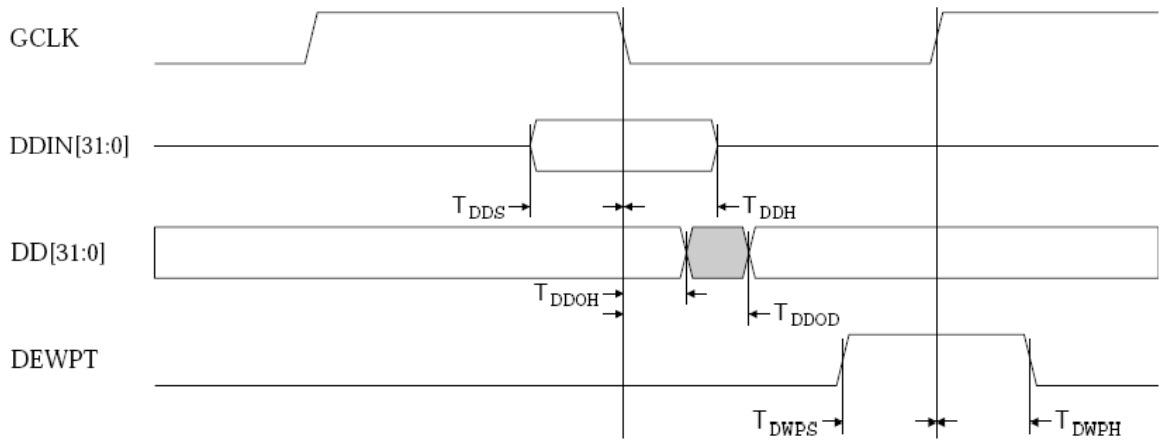 GCLK
DDIN[31:0]
TDDS
TDDH
DD[31:0]
TDDOH
TDDOD
DEWPT
TDWPS
TDWPH